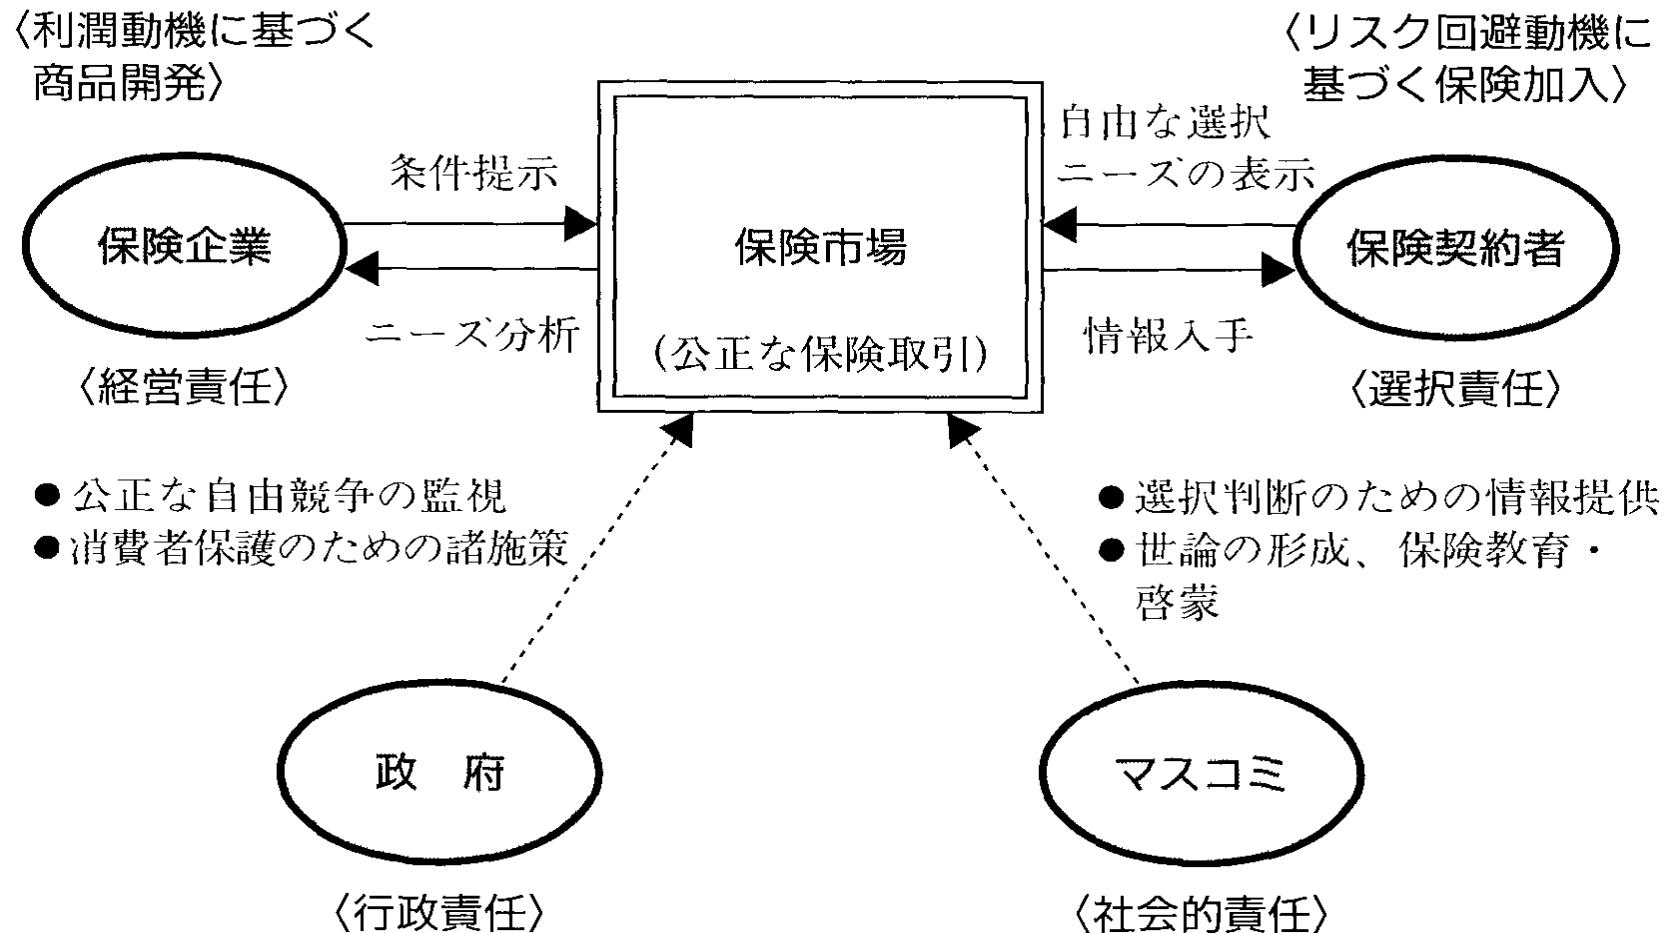 〈利潤動機に基づく
商品開発〉
〈リスク回避動機に
基づく保険加入〉
条件提示
自由な選択
ニーズの表示
保険企業
保険市場
保険契約者
ニーズ分析
(公正な保険取引)
情報入手
〈経営責任〉
〈選択責任〉
●公正な自由競争の監視
●消費者保護のための諸施策
●選択判断のための情報提供
●世論の形成、保険教育・
啓蒙
政 府
マスコミ
〈行政責任〉
〈社会的責任〉